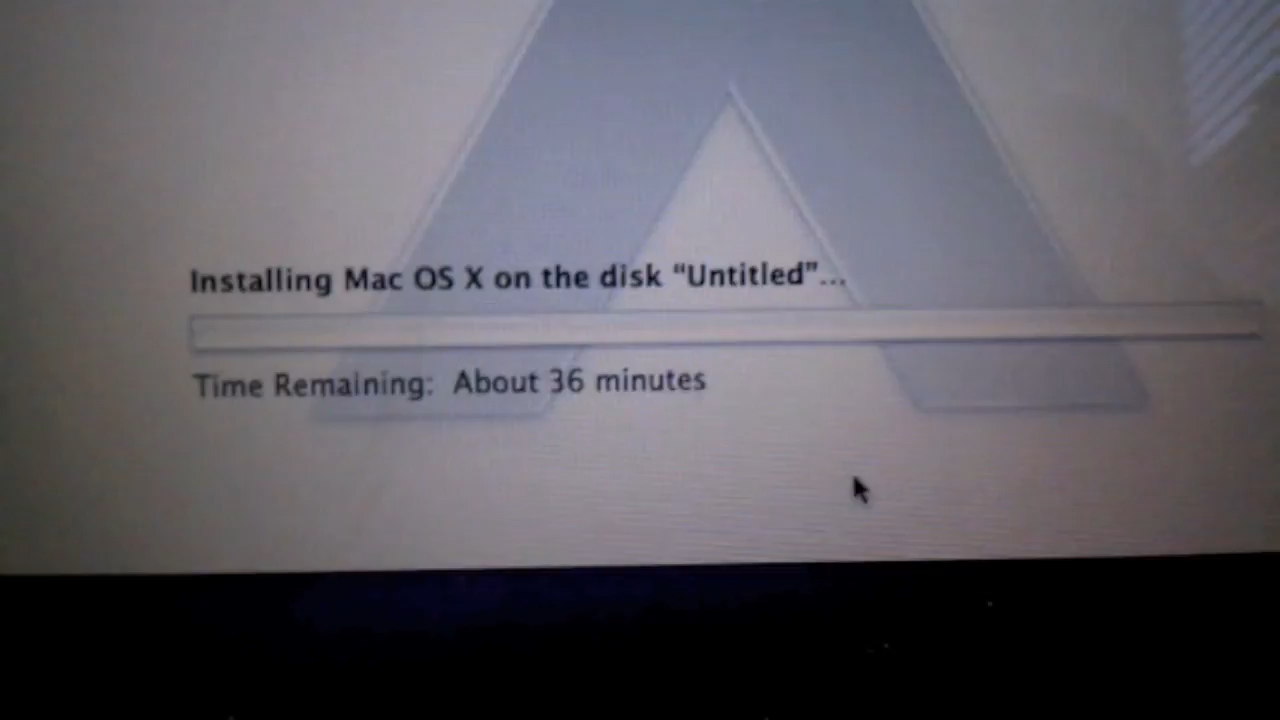 Installing Mac OS X on the disk “Untitled”...
Time Remaining: About 36 minutes